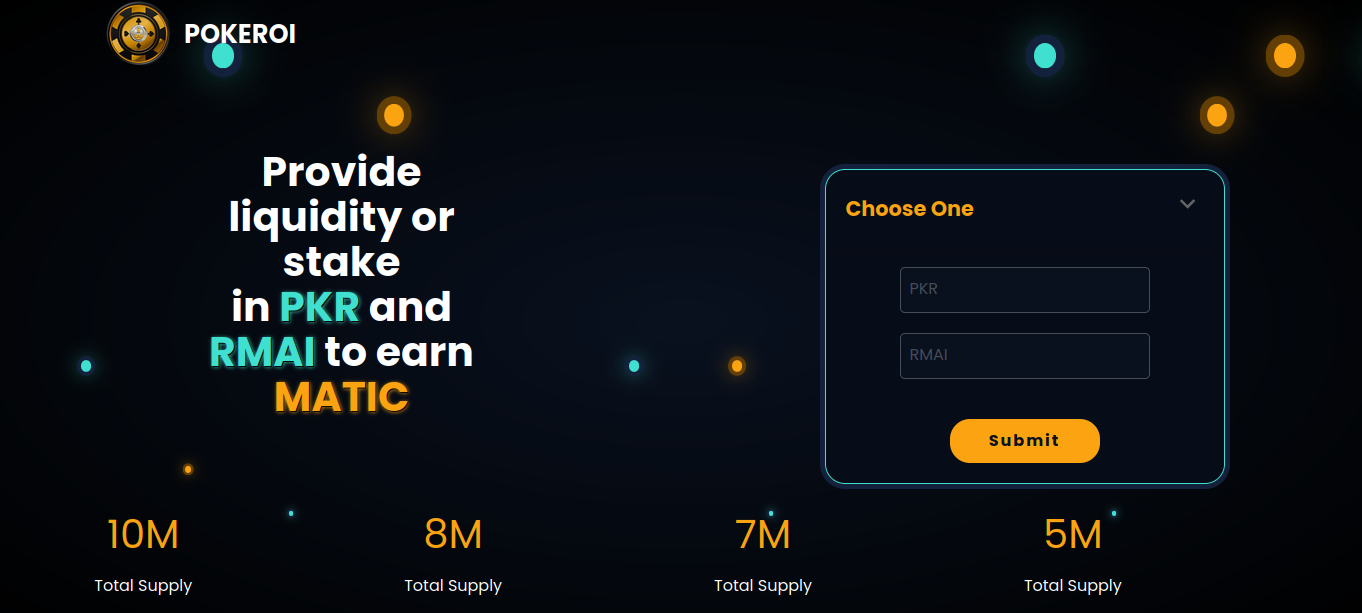 POKEROI
Provide
liquidity or
stake
in PKR and
RMAI to earn
MATIC
Choose One
PKR
RMAI
Submit
10M
8M
7M
5M
Total Supply
Total Supply
Total Supply
Total Supply